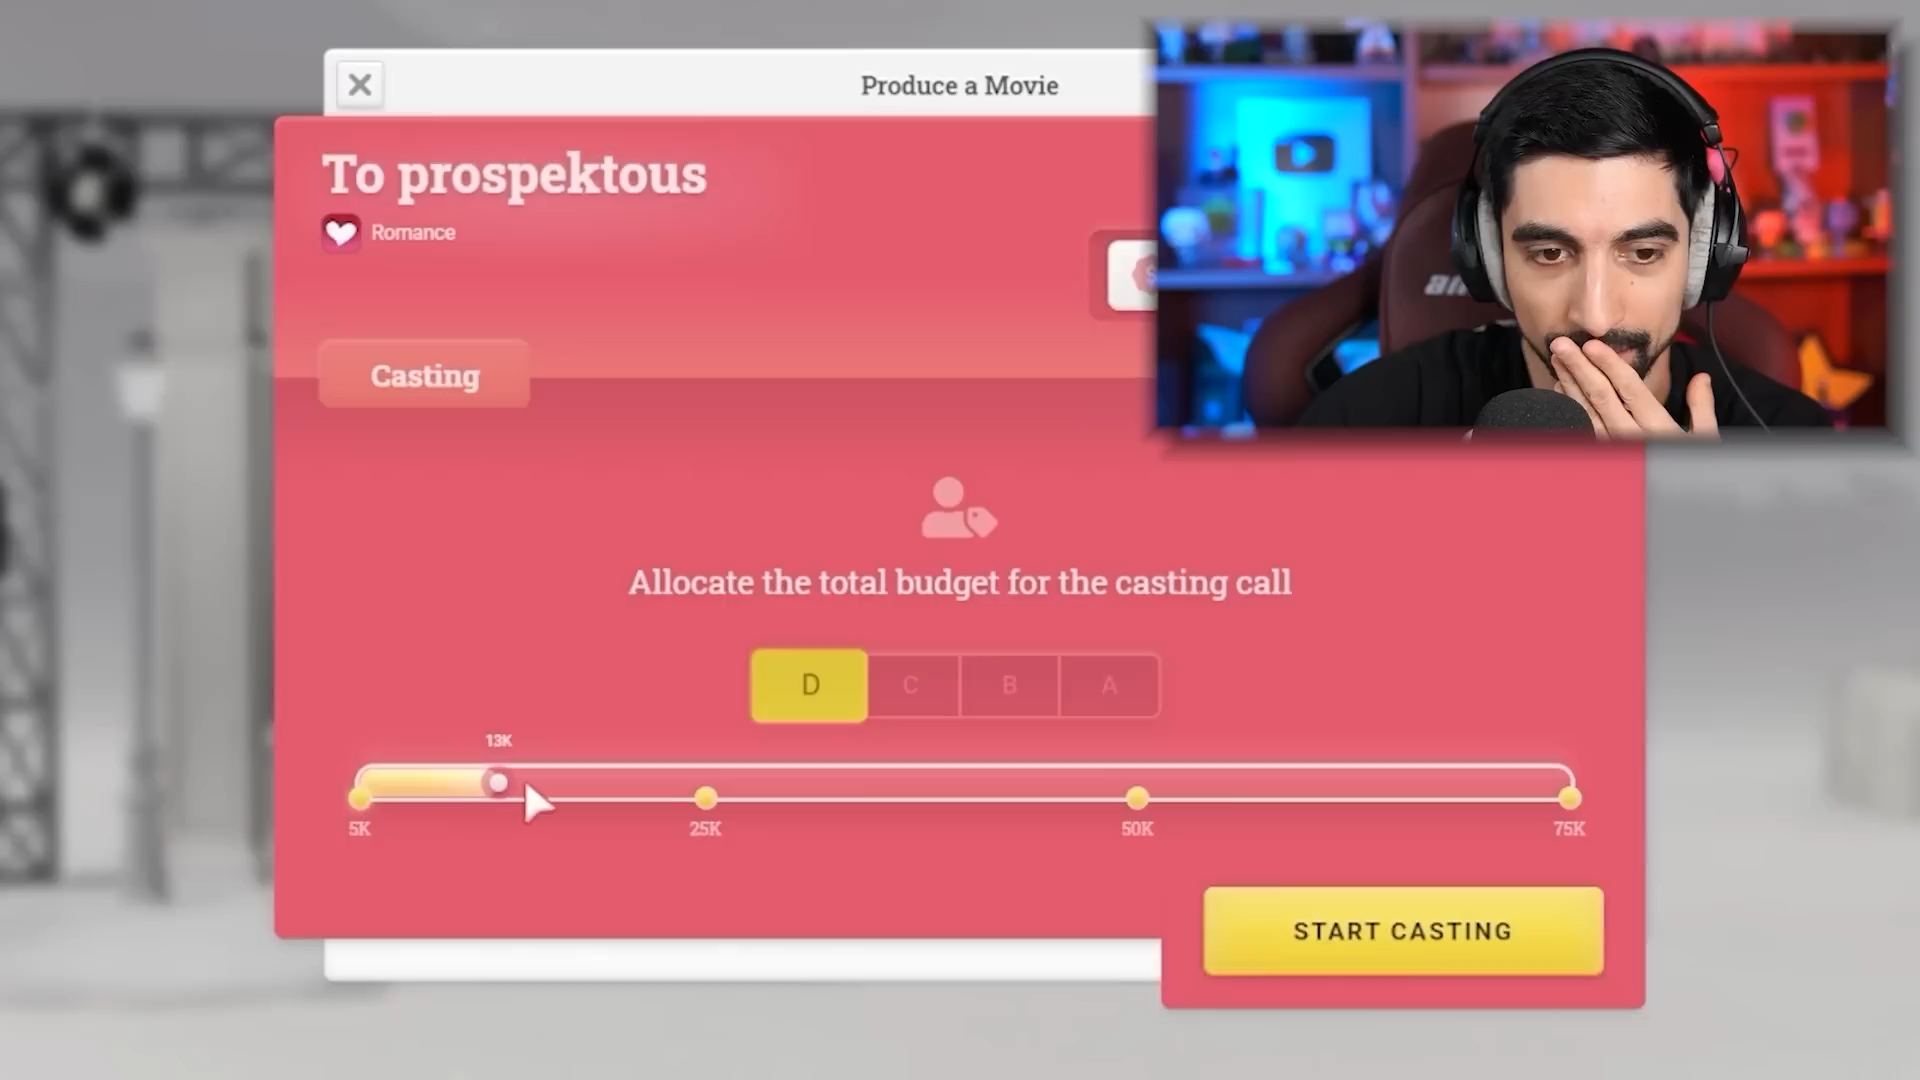 Produce a Movie
To prospektous
Romance
Casting
Allocate the total budget for the casting call
D C B A
13K
5K 25K 50K 75K
START CASTING